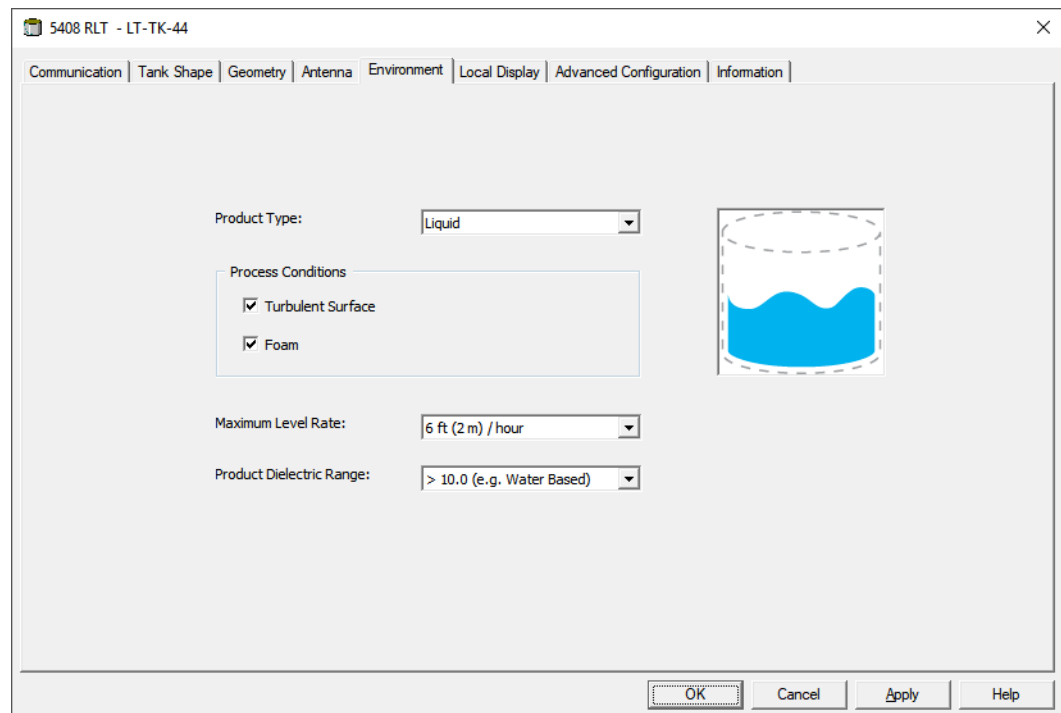 5408 RLT - LT-TK-44
Communication Tank Shape Geometry Antenna Environment Local Display Advanced Configuration Information
Product Type: Liquid
Process Conditions
Turbulent Surface
Foam
Maximum Level Rate: 6 ft (2 m) / hour
Product Dielectric Range: > 10.0 (e.g. Water Based)
OK Cancel Apply Help